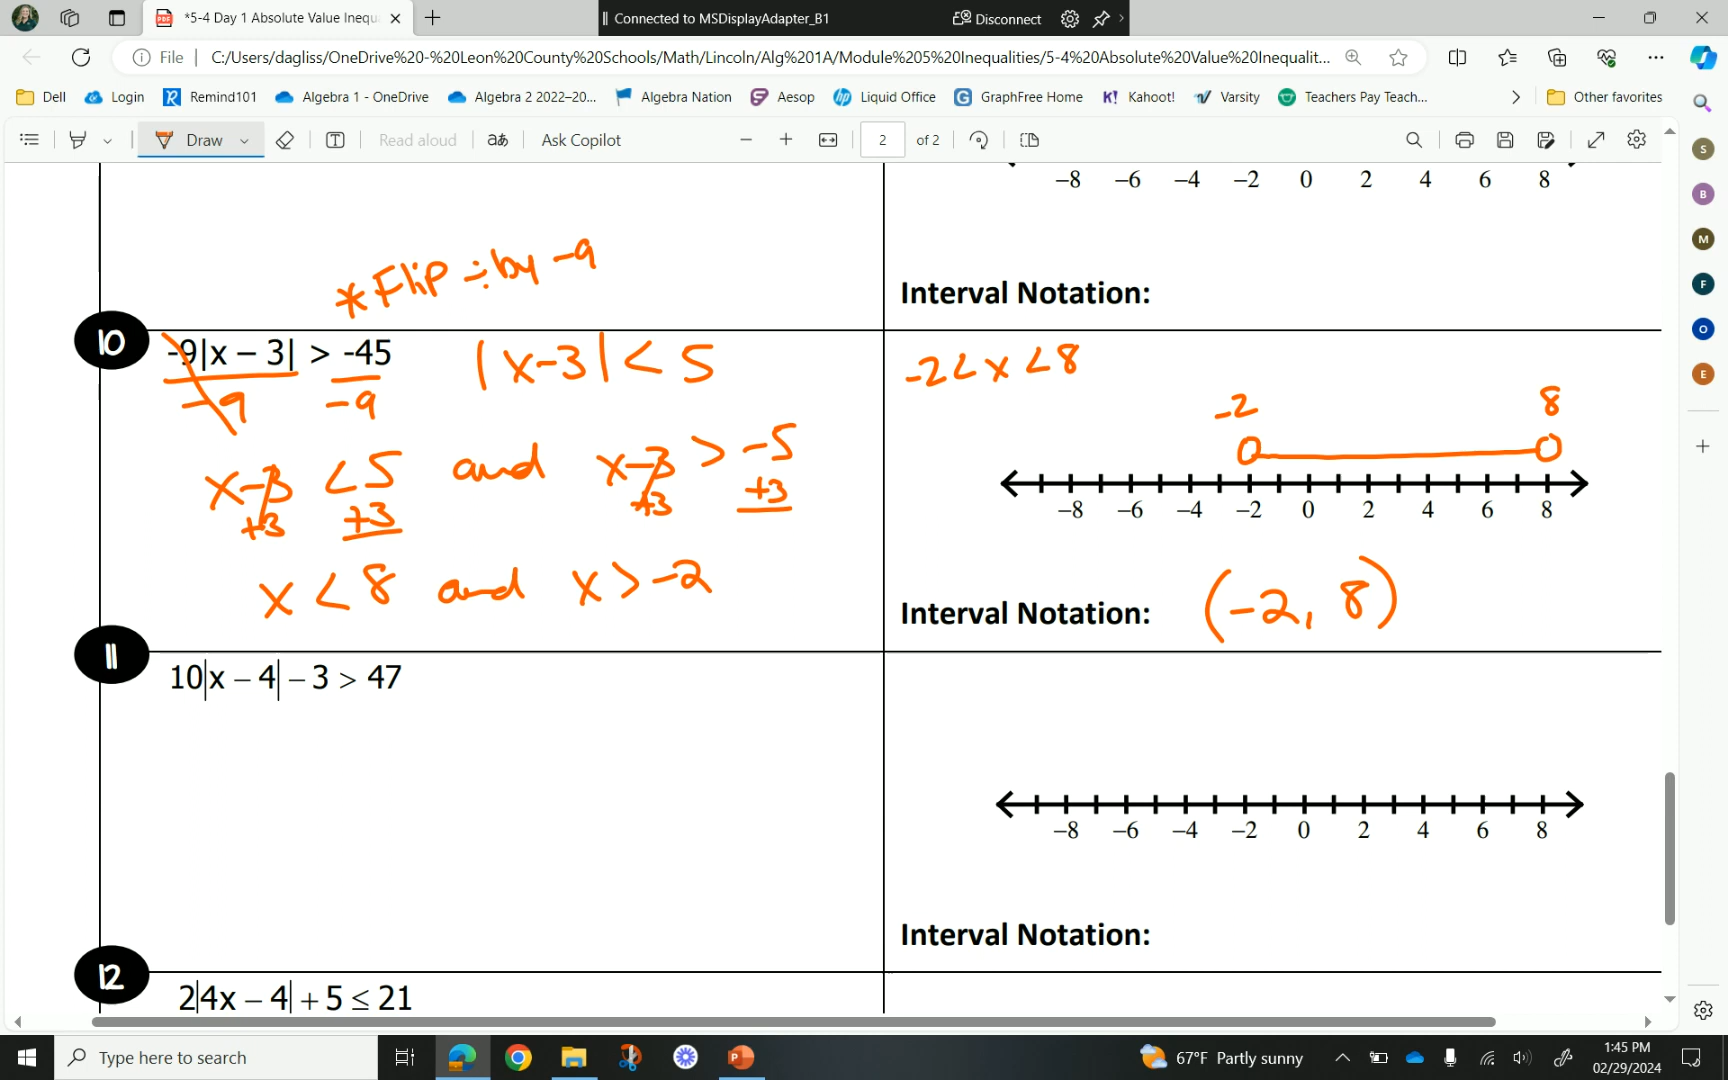 *5-4 Day 1 Absolute Value Inequ
Connected to MSDisplayAdapter_B1
Disconnect
File
C:/Users/dagliss/OneDrive%20-%20Leon%20County%20Schools/Math/Lincoln/Alg%201A/Module%205%20Inequalities/5-4%20Absolute%20Value%20Inequalit...
Dell
Login
Remind101
Algebra 1 - OneDrive
Algebra 2 2022–20...
Algebra Nation
Aesop
Liquid Office
GraphFree Home
K! Kahoot!
Varsity
Teachers Pay Teach...
Other favorites
Draw
Read aloud
aあ
Ask Copilot
2
of 2
S
B
M
F
O
E
−8 −6 −4 −2 0 2 4 6 8
Interval Notation:
* Flip ÷ by -9
10
-9|x − 3| > -45
-9 -9
|x-3| < 5
x-3 < 5 and x-3 > -5
+3 +3 +3 +3
x < 8 and x > -2
-2 < x < 8
-2 8
−8 −6 −4 −2 0 2 4 6 8
Interval Notation: (-2, 8)
11
10|x − 4| − 3 > 47
−8 −6 −4 −2 0 2 4 6 8
Interval Notation:
12
2|4x − 4| + 5 ≤ 21
Type here to search
67°F Partly sunny
1:45 PM
02/29/2024